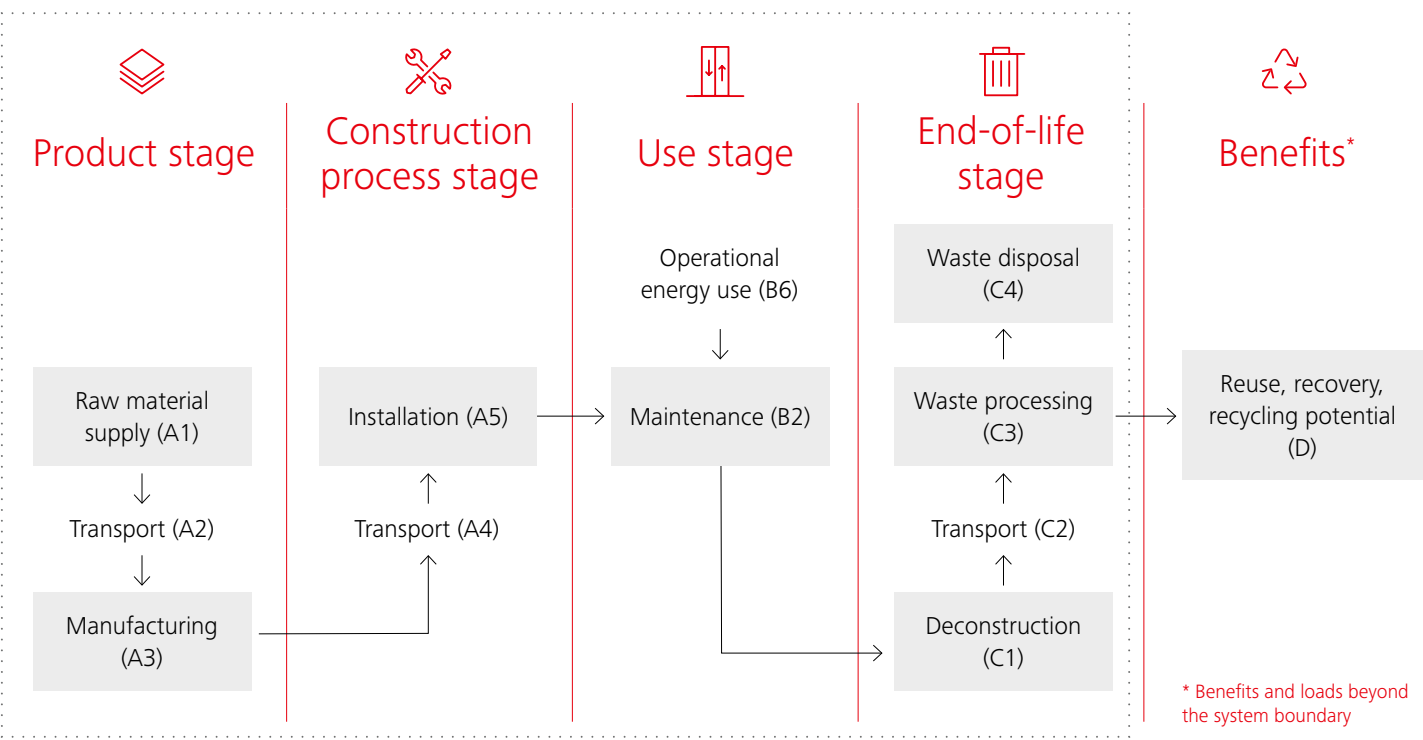 Product stage
Raw material
supply (A1)
Transport (A2)
Manufacturing
(A3)
Construction
process stage
Installation (A5)
Transport (A4)
Use stage
Operational
energy use (B6)
Maintenance (B2)
End-of-life
stage
Waste disposal
(C4)
Waste processing
(C3)
Transport (C2)
Deconstruction
(C1)
Benefits*
Reuse, recovery,
recycling potential
(D)
* Benefits and loads beyond
the system boundary